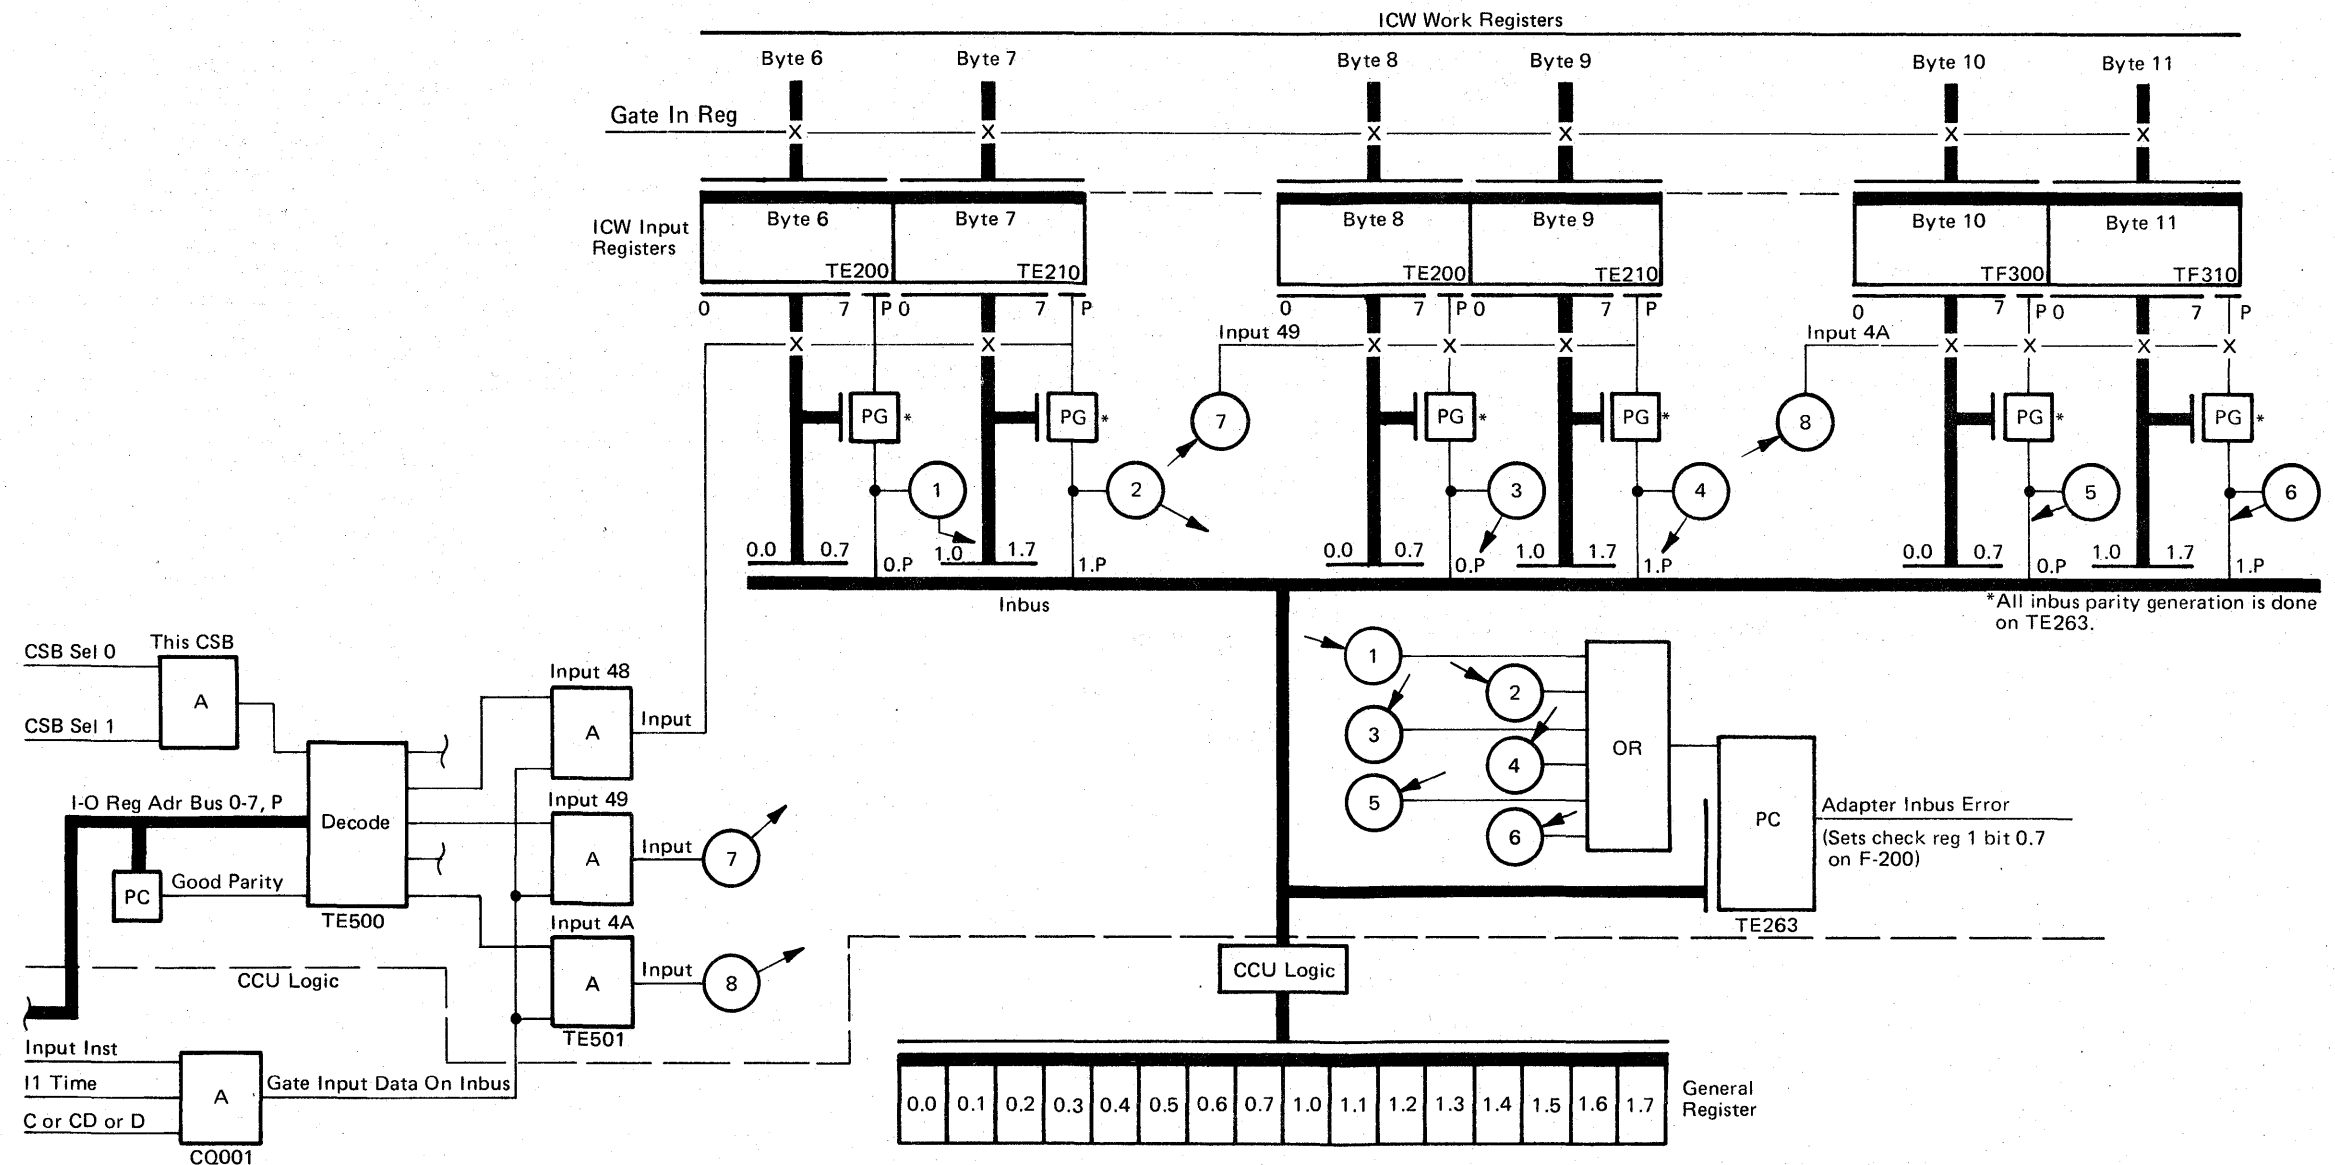 ICW Work Registers
Byte 6 Byte 7 Byte 8 Byte 9 Byte 10 Byte 11
Gate In Reg
X X X X X X
ICW Input
Registers
Byte 6 Byte 7 Byte 8 Byte 9 Byte 10 Byte 11
TE200 TE210 TE200 TE210 TF300 TF310
0 7 P 0 7 P 0 7 P 0 7 P 0 7 P 0 7 P
Input 49 Input 4A
X X X X X X X X X X
PG * PG * 7 PG * PG * 8 PG * PG *
1 2 3 4 5 6
0.0 0.7 0.P 1.0 1.7 1.P 0.0 0.7 0.P 1.0 1.7 1.P 0.0 0.7 0.P 1.0 1.7 1.P
Inbus
*All inbus parity generation is done
on TE263.
CSB Sel 0
This CSB
A
CSB Sel 1
I-O Reg Adr Bus 0-7, P
Decode
PC
Good Parity
TE500
Input 48
A
Input
Input 49
A
Input
7
Input 4A
A
Input
8
TE501
CCU Logic
Input Inst
I1 Time
C or CD or D
A
CQ001
Gate Input Data On Inbus
1
2
3
4
5
6
OR
PC
TE263
Adapter Inbus Error
(Sets check reg 1 bit 0.7
on F-200)
CCU Logic
0.0 0.1 0.2 0.3 0.4 0.5 0.6 0.7 1.0 1.1 1.2 1.3 1.4 1.5 1.6 1.7
General
Register